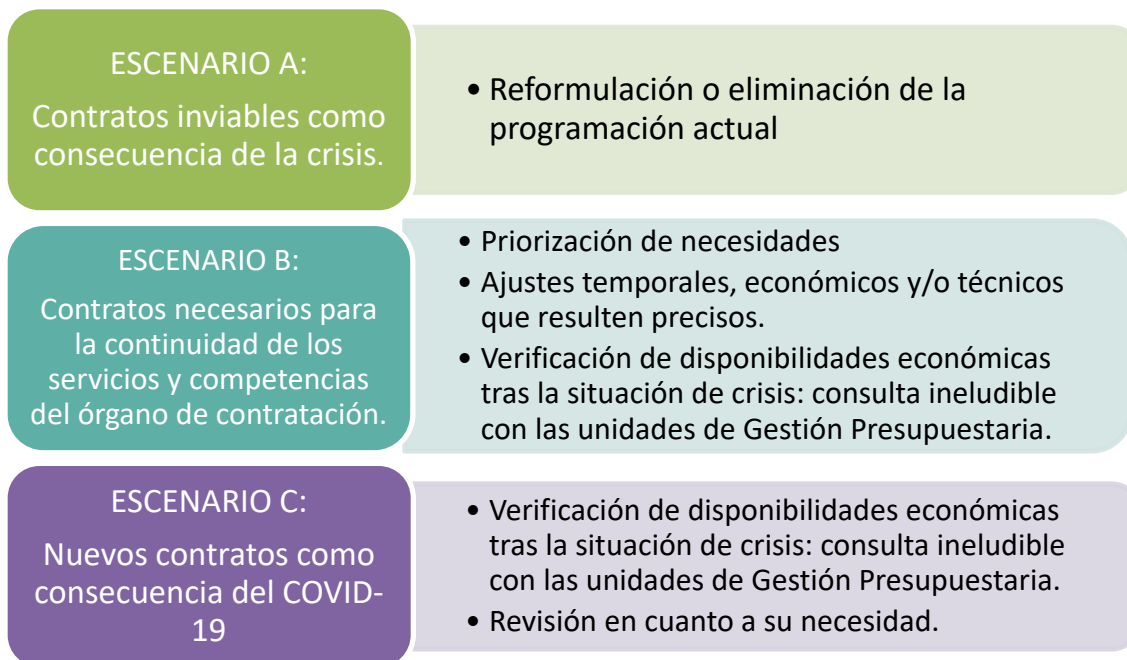 ESCENARIO A:
Contratos inviables como
consecuencia de la crisis.
• Reformulación o eliminación de la
programación actual
ESCENARIO B:
Contratos necesarios para
la continuidad de los
servicios y competencias
del órgano de contratación.
• Priorización de necesidades
• Ajustes temporales, económicos y/o técnicos
que resulten precisos.
• Verificación de disponibilidades económicas
tras la situación de crisis: consulta ineludible
con las unidades de Gestión Presupuestaria.
ESCENARIO C:
Nuevos contratos como
consecuencia del COVID-
19
• Verificación de disponibilidades económicas
tras la situación de crisis: consulta ineludible
con las unidades de Gestión Presupuestaria.
• Revisión en cuanto a su necesidad.